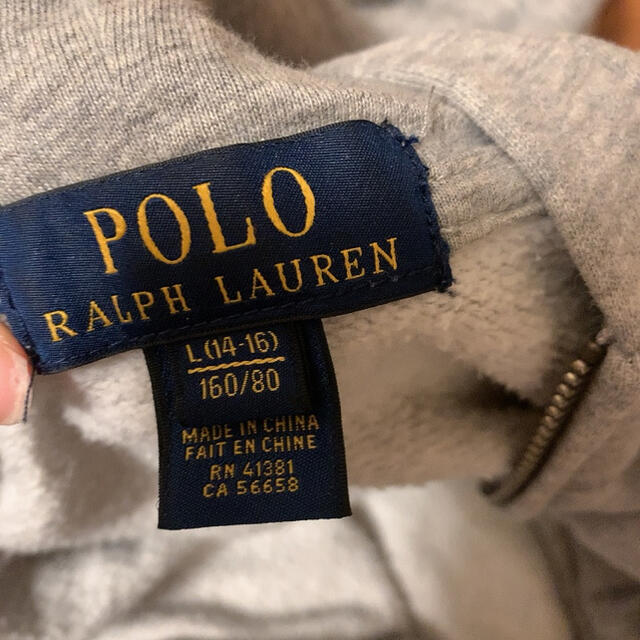 POLO
RALPH LAUREN
L(14-16)
160/80
MADE IN CHINA
FAIT EN CHINE
RN 41381
CA 56658